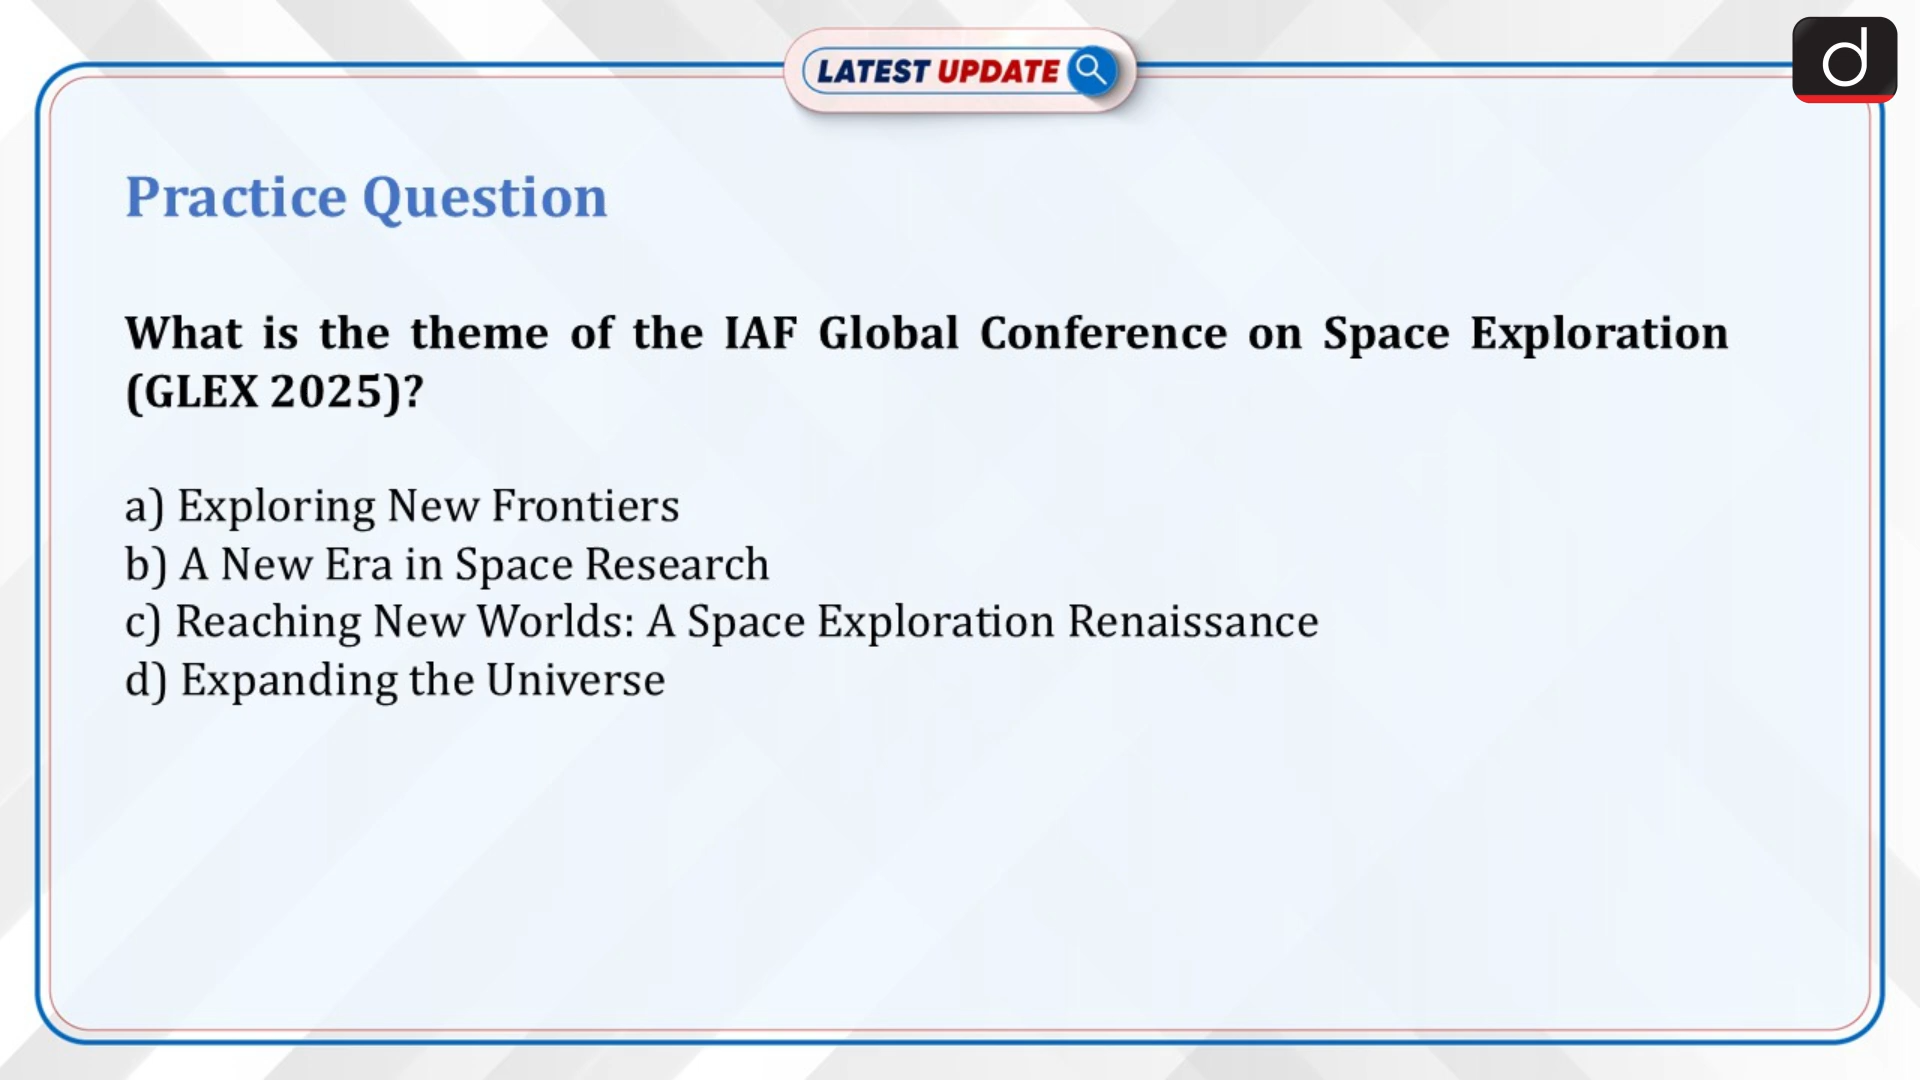 LATEST UPDATE
d
Practice Question
What is the theme of the IAF Global Conference on Space Exploration
(GLEX 2025)?
a) Exploring New Frontiers
b) A New Era in Space Research
c) Reaching New Worlds: A Space Exploration Renaissance
d) Expanding the Universe